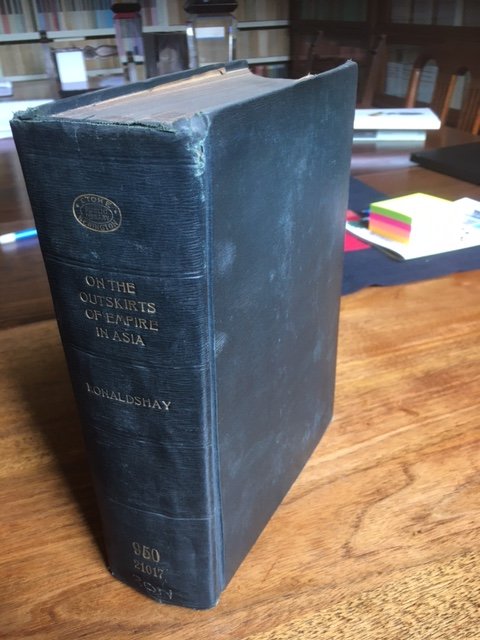 ON THE
OUTSKIRTS
OF EMPIRE
IN ASIA
RONALDSHAY
950
21017